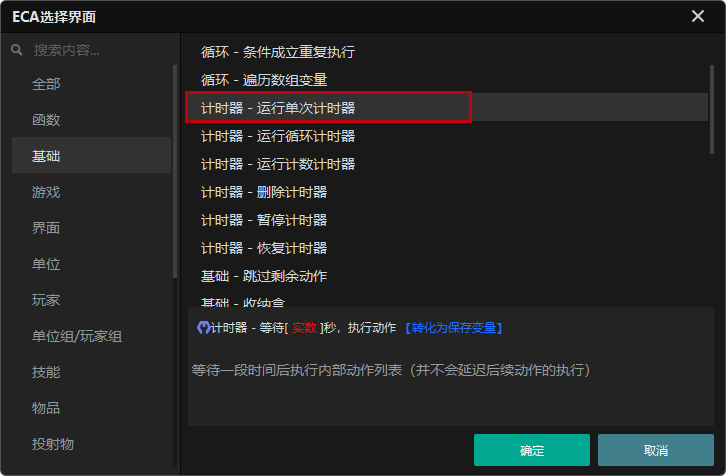 ECA选择界面
搜索内容...
全部
函数
基础
游戏
界面
单位
玩家
单位组/玩家组
技能
物品
投射物
循环 - 条件成立重复执行
循环 - 遍历数组变量
计时器 - 运行单次计时器
计时器 - 运行循环计时器
计时器 - 运行计数计时器
计时器 - 删除计时器
计时器 - 暂停计时器
计时器 - 恢复计时器
基础 - 跳过剩余动作
基础 - 收纳盒
计时器 - 等待[ 实数 ]秒，执行动作 【转化为保存变量】
等待一段时间后执行内部动作列表（并不会延迟后续动作的执行）
确定
取消